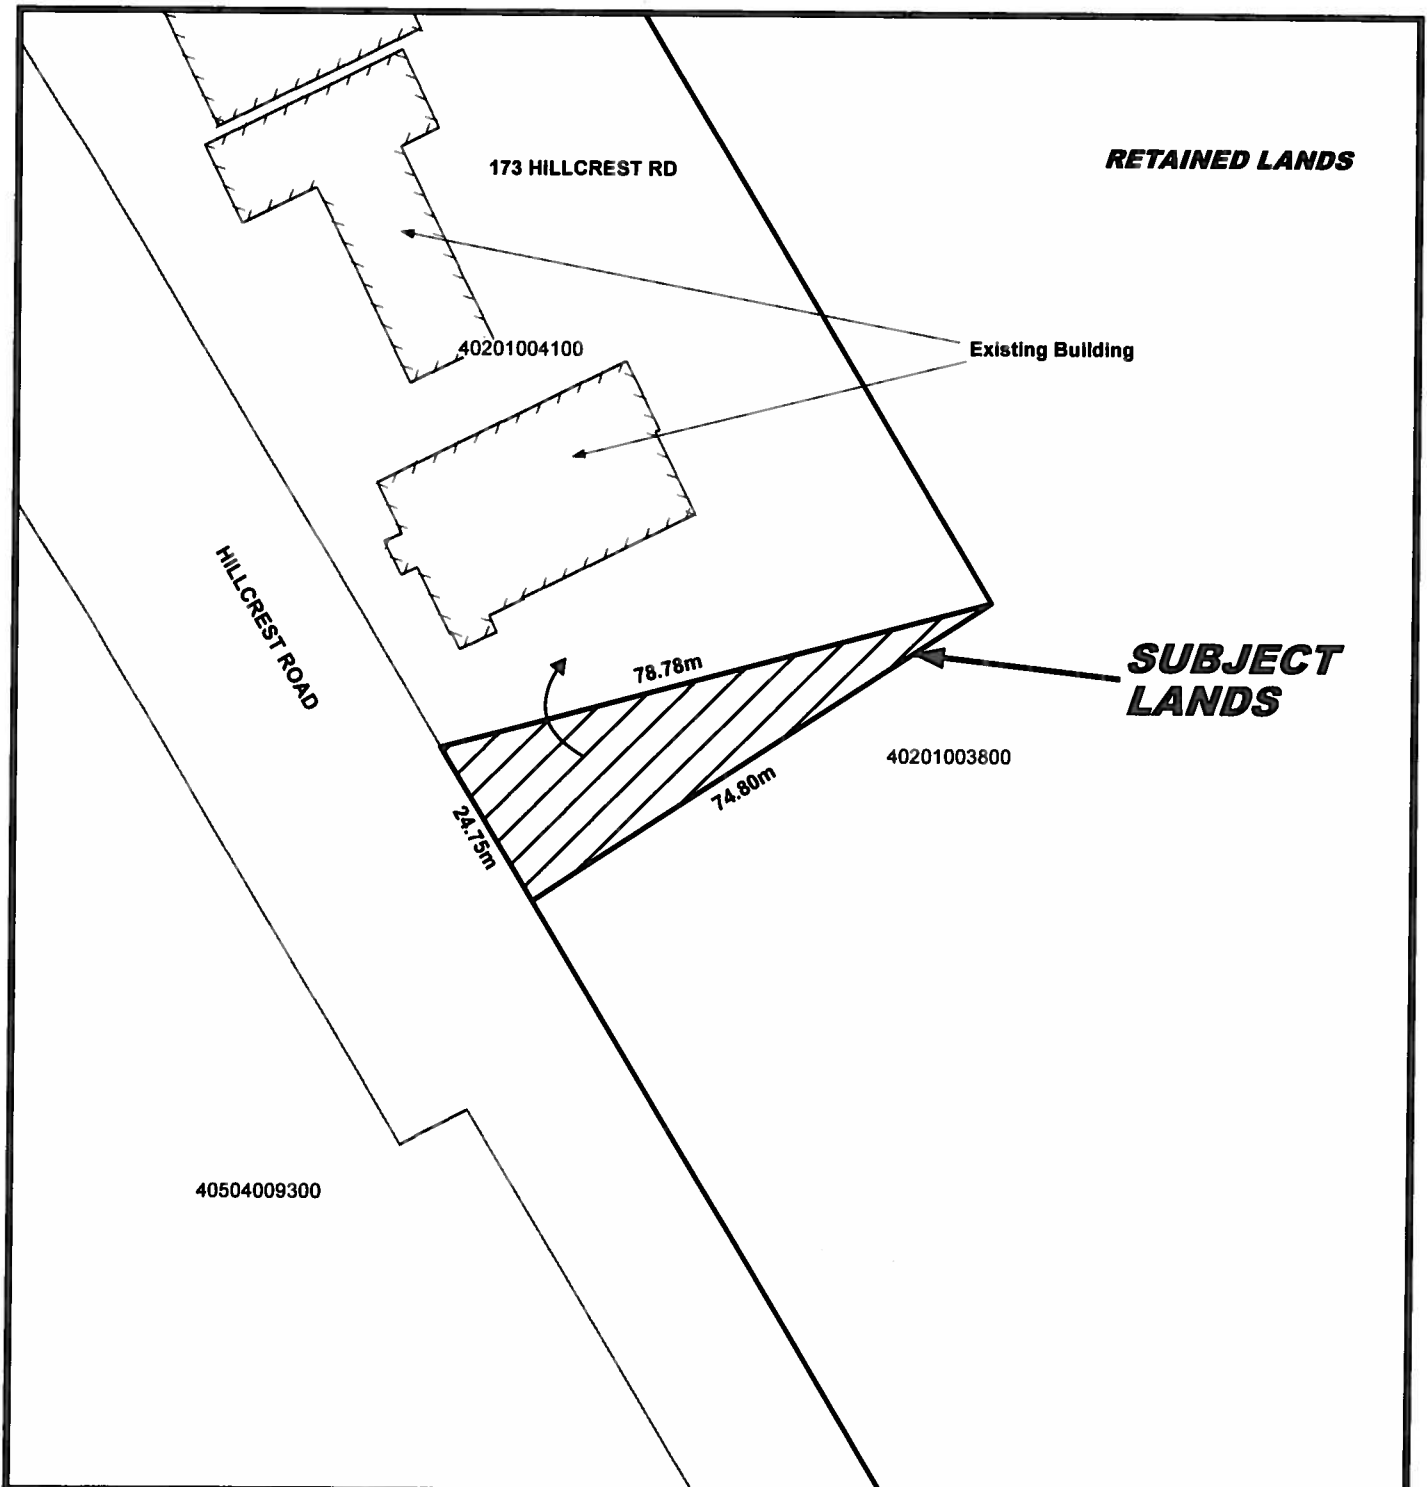 173 HILLCREST RD
RETAINED LANDS
40201004100
Existing Building
HILLCREST ROAD
78.78m
SUBJECT
LANDS
40201003800
74.80m
24.75m
40504009300